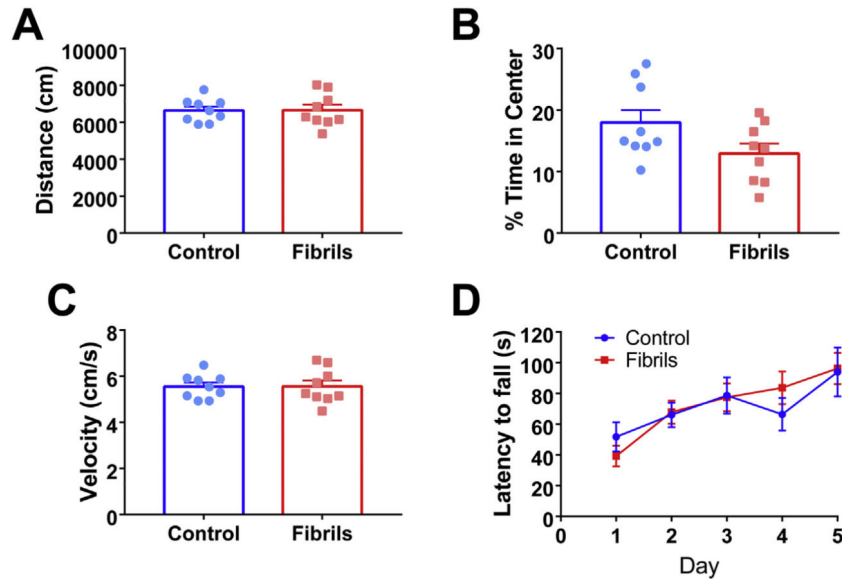 A
Distance (cm)
10000
8000
6000
4000
2000
0
Control
Fibrils
B
% Time in Center
30
20
10
0
Control
Fibrils
C
Velocity (cm/s)
8
6
4
2
0
Control
Fibrils
D
Latency to fall (s)
120
100
80
60
40
20
0
Control
Fibrils
0
1
2
3
4
5
Day